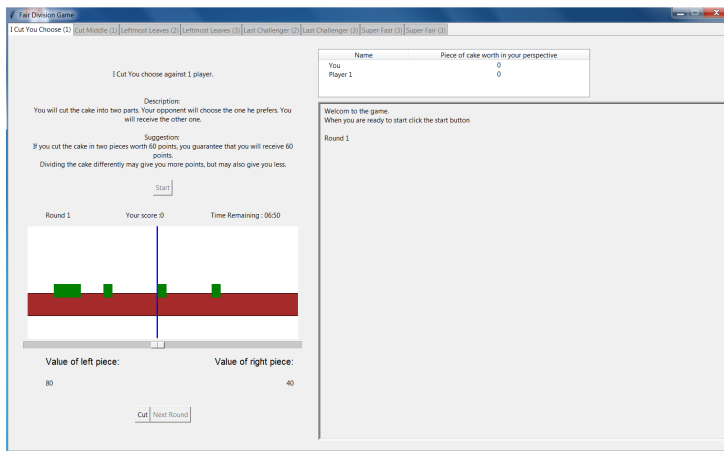 Fair Division Game
I Cut You Choose (1) Cut Middle (1) Leftmost Leaves (2) Leftmost Leaves (3) Last Challenger (2) Last Challenger (3) Super Fast (3) Super Fair (3)
I Cut You choose against 1 player.
Description:
You will cut the cake into two parts. Your opponent will choose the one he prefers. You
will receive the other one.
Suggestion:
If you cut the cake in two pieces worth 60 points, you guarantee that you will receive 60
points.
Dividing the cake differently may give you more points, but may also give you less.
Start
Round 1 Your score :0 Time Remaining : 06:50
Value of left piece: Value of right piece:
80 40
Cut Next Round
Name Piece of cake worth in your perspective
You 0
Player 1 0
Welcom to the game.
When you are ready to start click the start button
Round 1